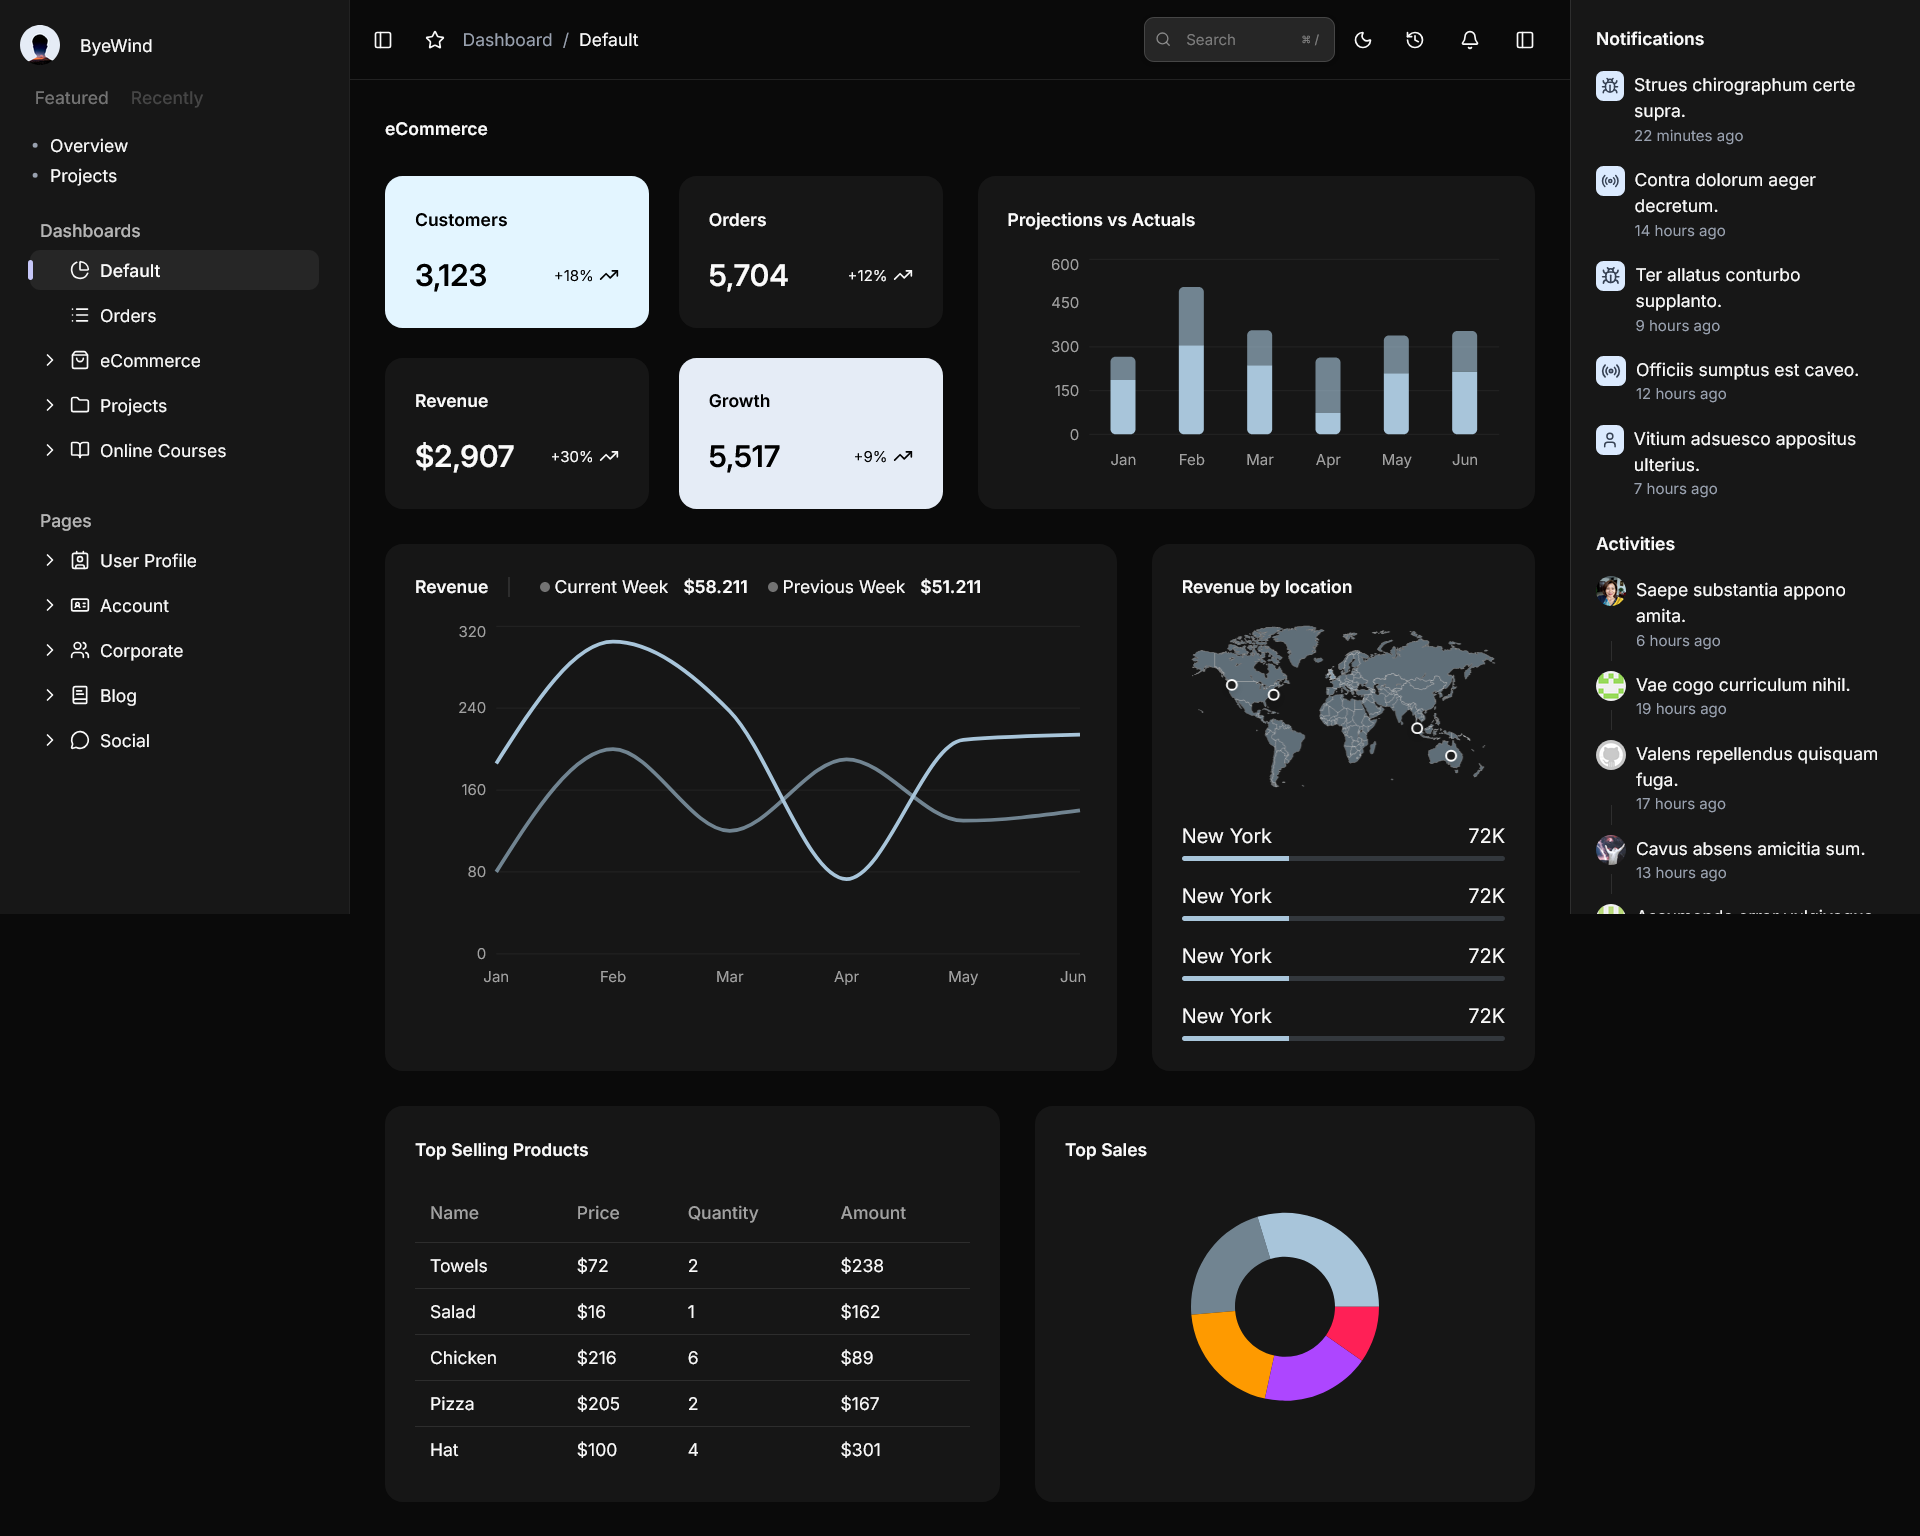 ByeWind
Featured Recently
Overview
Projects
Dashboards
Default
Orders
eCommerce
Projects
Online Courses
Pages
User Profile
Account
Corporate
Blog
Social
Dashboard / Default
Search ⌘ /
eCommerce
Customers
3,123 +18%
Orders
5,704 +12%
Revenue
$2,907 +30%
Growth
5,517 +9%
Projections vs Actuals
600
450
300
150
0
Jan Feb Mar Apr May Jun
Revenue Current Week $58.211 Previous Week $51.211
320
240
160
80
0
Jan Feb Mar Apr May Jun
Revenue by location
New York 72K
New York 72K
New York 72K
New York 72K
Top Selling Products
Name Price Quantity Amount
Towels $72 2 $238
Salad $16 1 $162
Chicken $216 6 $89
Pizza $205 2 $167
Hat $100 4 $301
Top Sales
Notifications
Strues chirographum certe
supra.
22 minutes ago
Contra dolorum aeger
decretum.
14 hours ago
Ter allatus conturbo
supplanto.
9 hours ago
Officiis sumptus est caveo.
12 hours ago
Vitium adsuesco appositus
ulterius.
7 hours ago
Activities
Saepe substantia appono
amita.
6 hours ago
Vae cogo curriculum nihil.
19 hours ago
Valens repellendus quisquam
fuga.
17 hours ago
Cavus absens amicitia sum.
13 hours ago